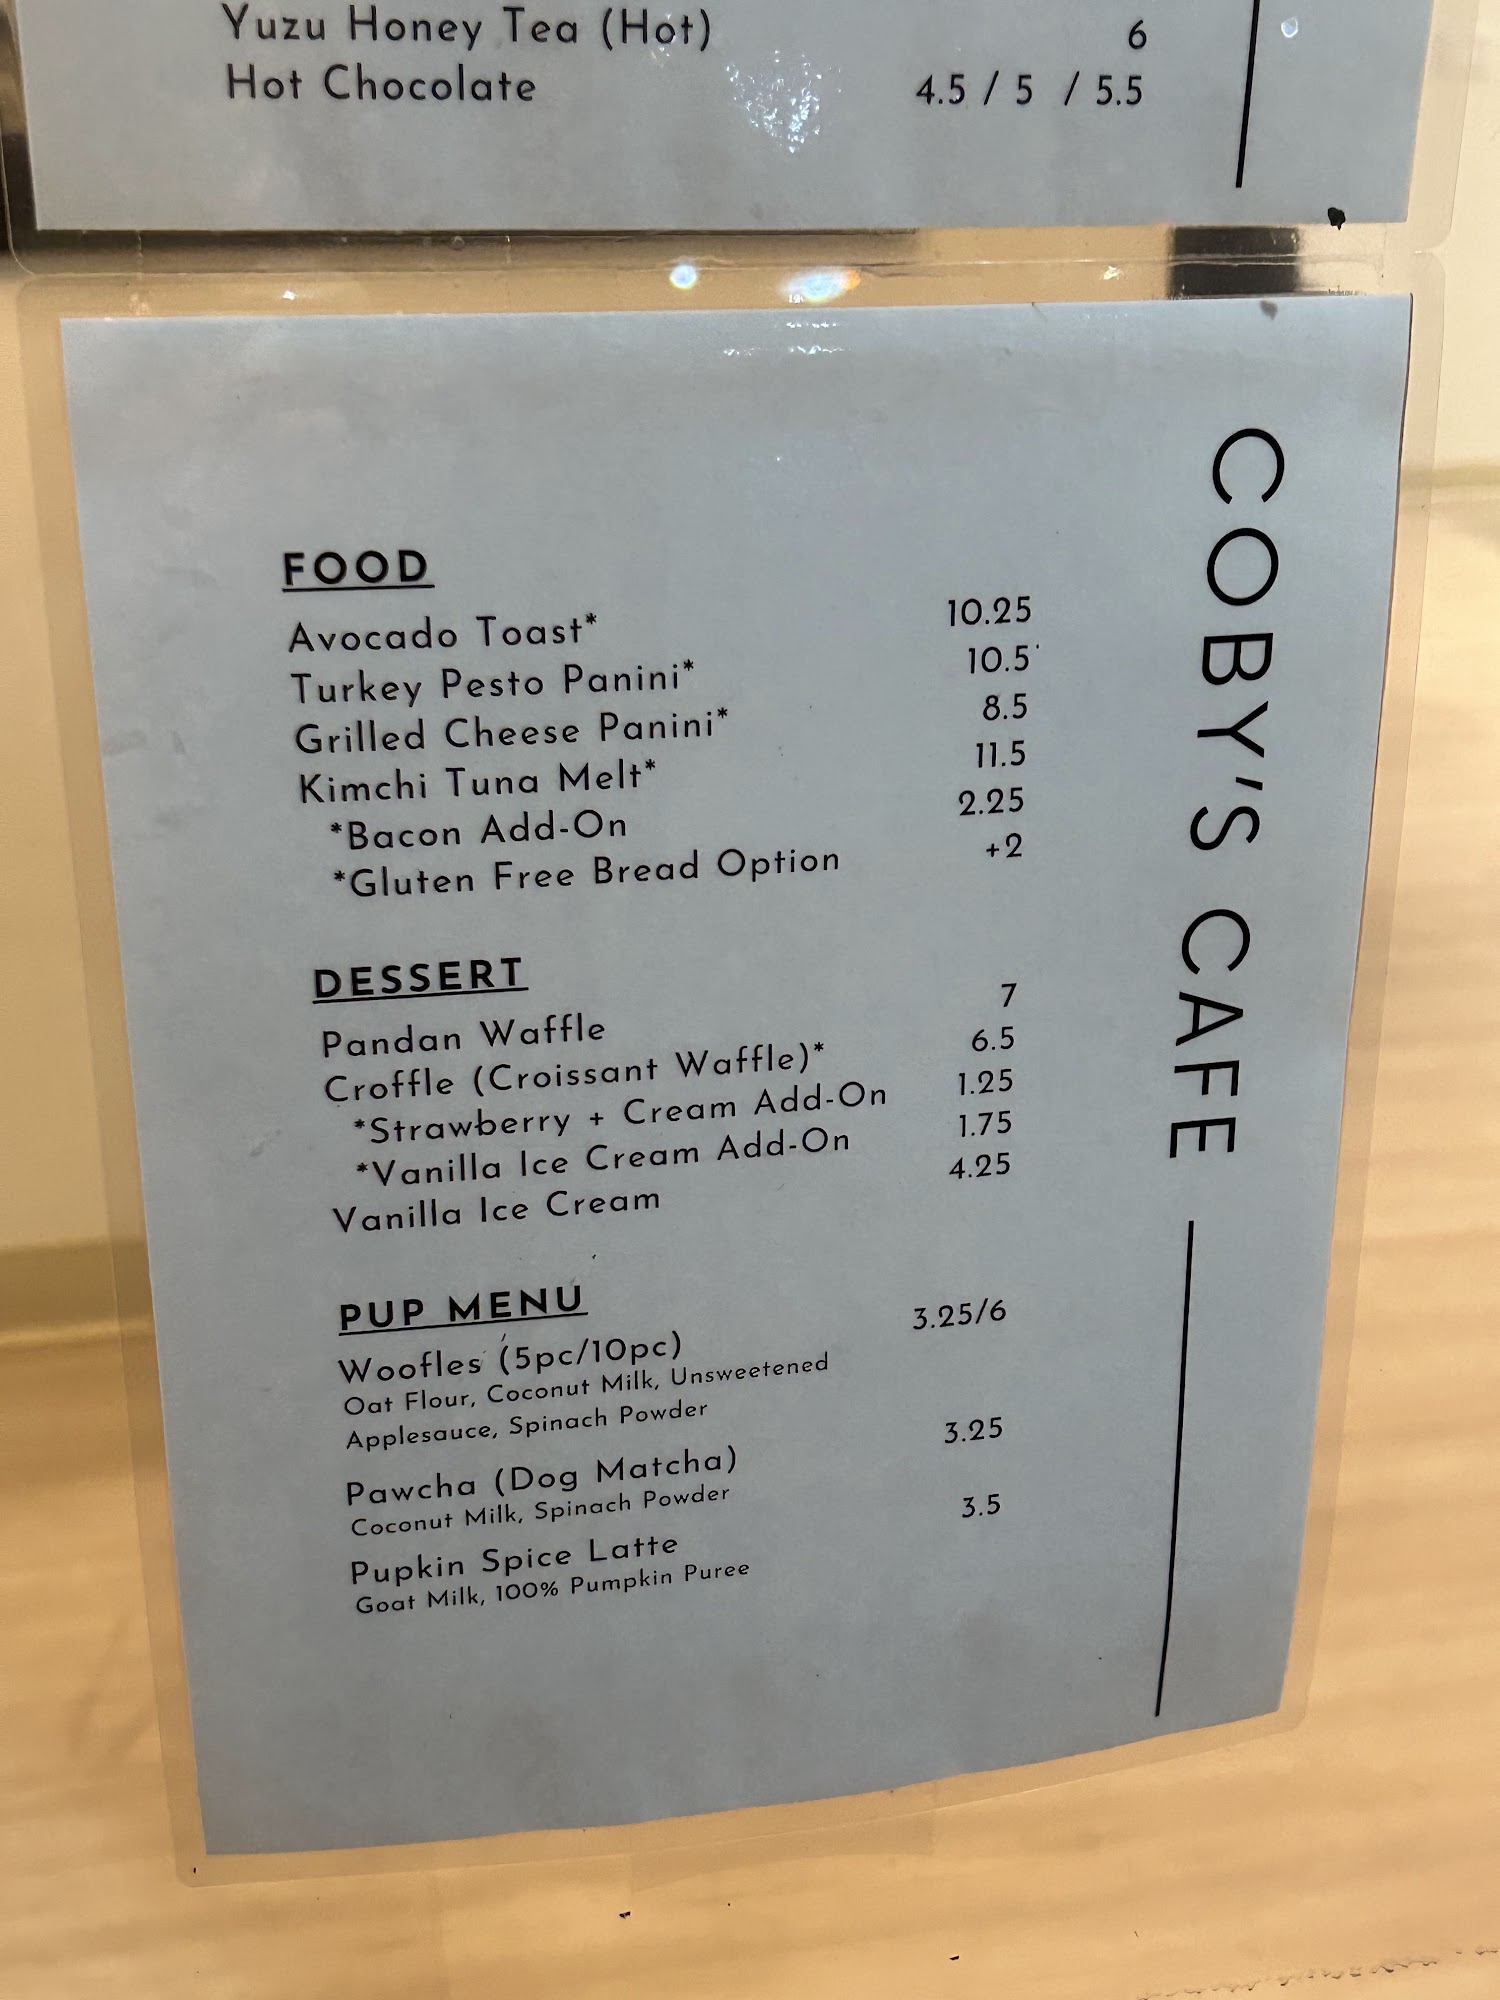 Yuzu Honey Tea (Hot) 6
Hot Chocolate 4.5 / 5 / 5.5
COBY'S CAFE
FOOD
Avocado Toast* 10.25
Turkey Pesto Panini* 10.5
Grilled Cheese Panini* 8.5
Kimchi Tuna Melt* 11.5
*Bacon Add-On 2.25
*Gluten Free Bread Option +2
DESSERT
Pandan Waffle 7
Croffle (Croissant Waffle)* 6.5
*Strawberry + Cream Add-On 1.25
*Vanilla Ice Cream Add-On 1.75
Vanilla Ice Cream 4.25
PUP MENU
Woofles (5pc/10pc) 3.25/6
Oat Flour, Coconut Milk, Unsweetened
Applesauce, Spinach Powder
Pawcha (Dog Matcha) 3.25
Coconut Milk, Spinach Powder
Pupkin Spice Latte 3.5
Goat Milk, 100% Pumpkin Puree